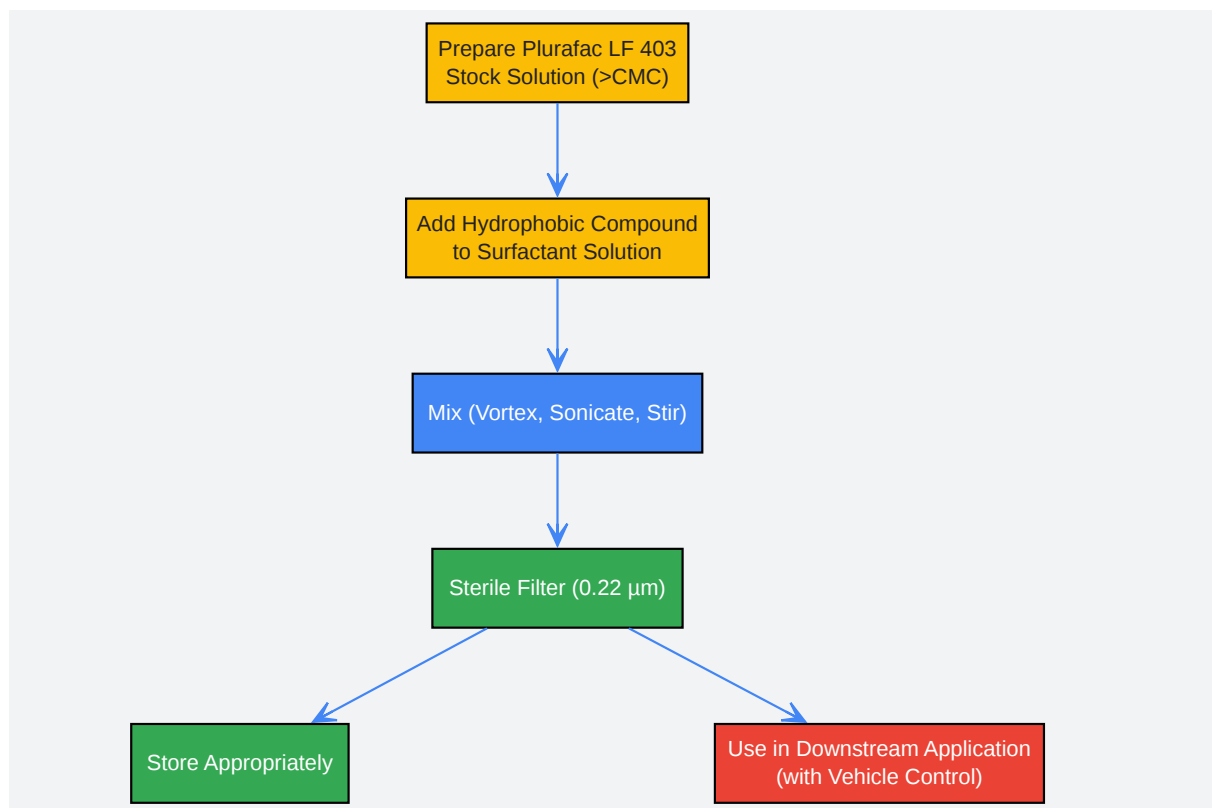 Prepare Plurafac LF 403
Stock Solution (>CMC)
Add Hydrophobic Compound
to Surfactant Solution
Mix (Vortex, Sonicate, Stir)
Sterile Filter (0.22 µm)
Store Appropriately
Use in Downstream Application
(with Vehicle Control)